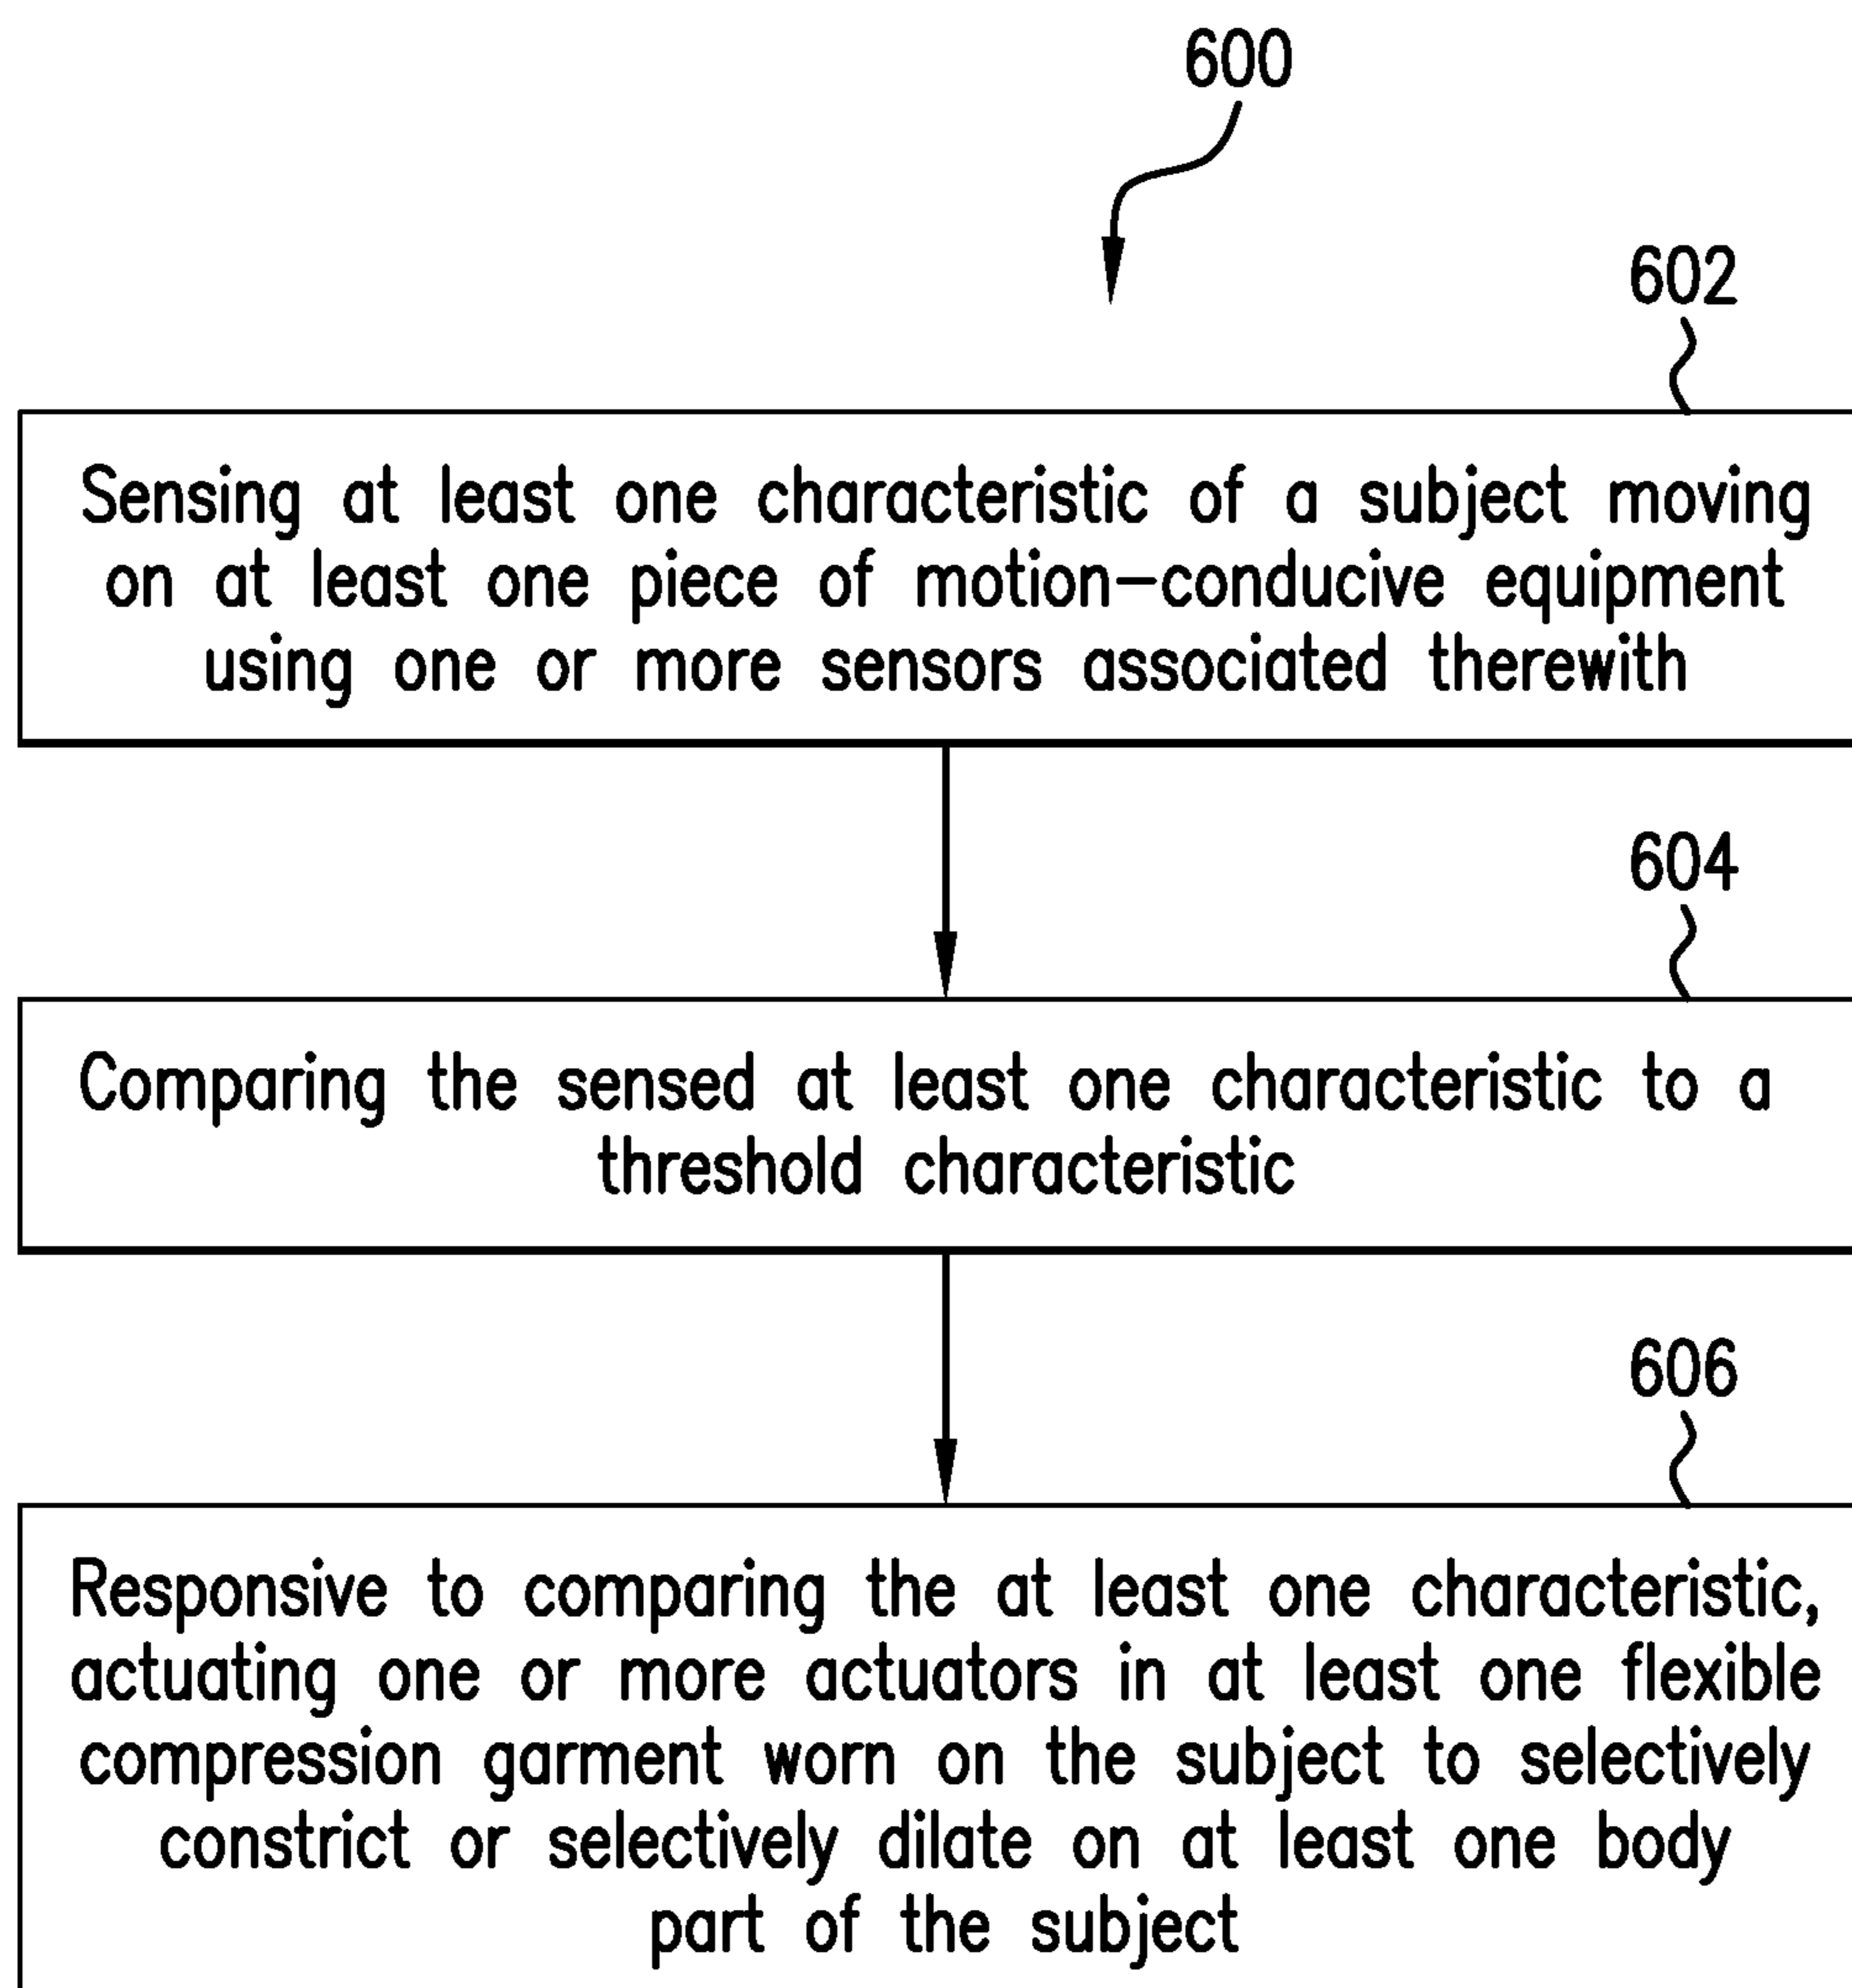 600
602
Sensing at least one characteristic of a subject moving
on at least one piece of motion-conducive equipment
using one or more sensors associated therewith
604
Comparing the sensed at least one characteristic to a
threshold characteristic
606
Responsive to comparing the at least one characteristic,
actuating one or more actuators in at least one flexible
compression garment worn on the subject to selectively
constrict or selectively dilate on at least one body
part of the subject